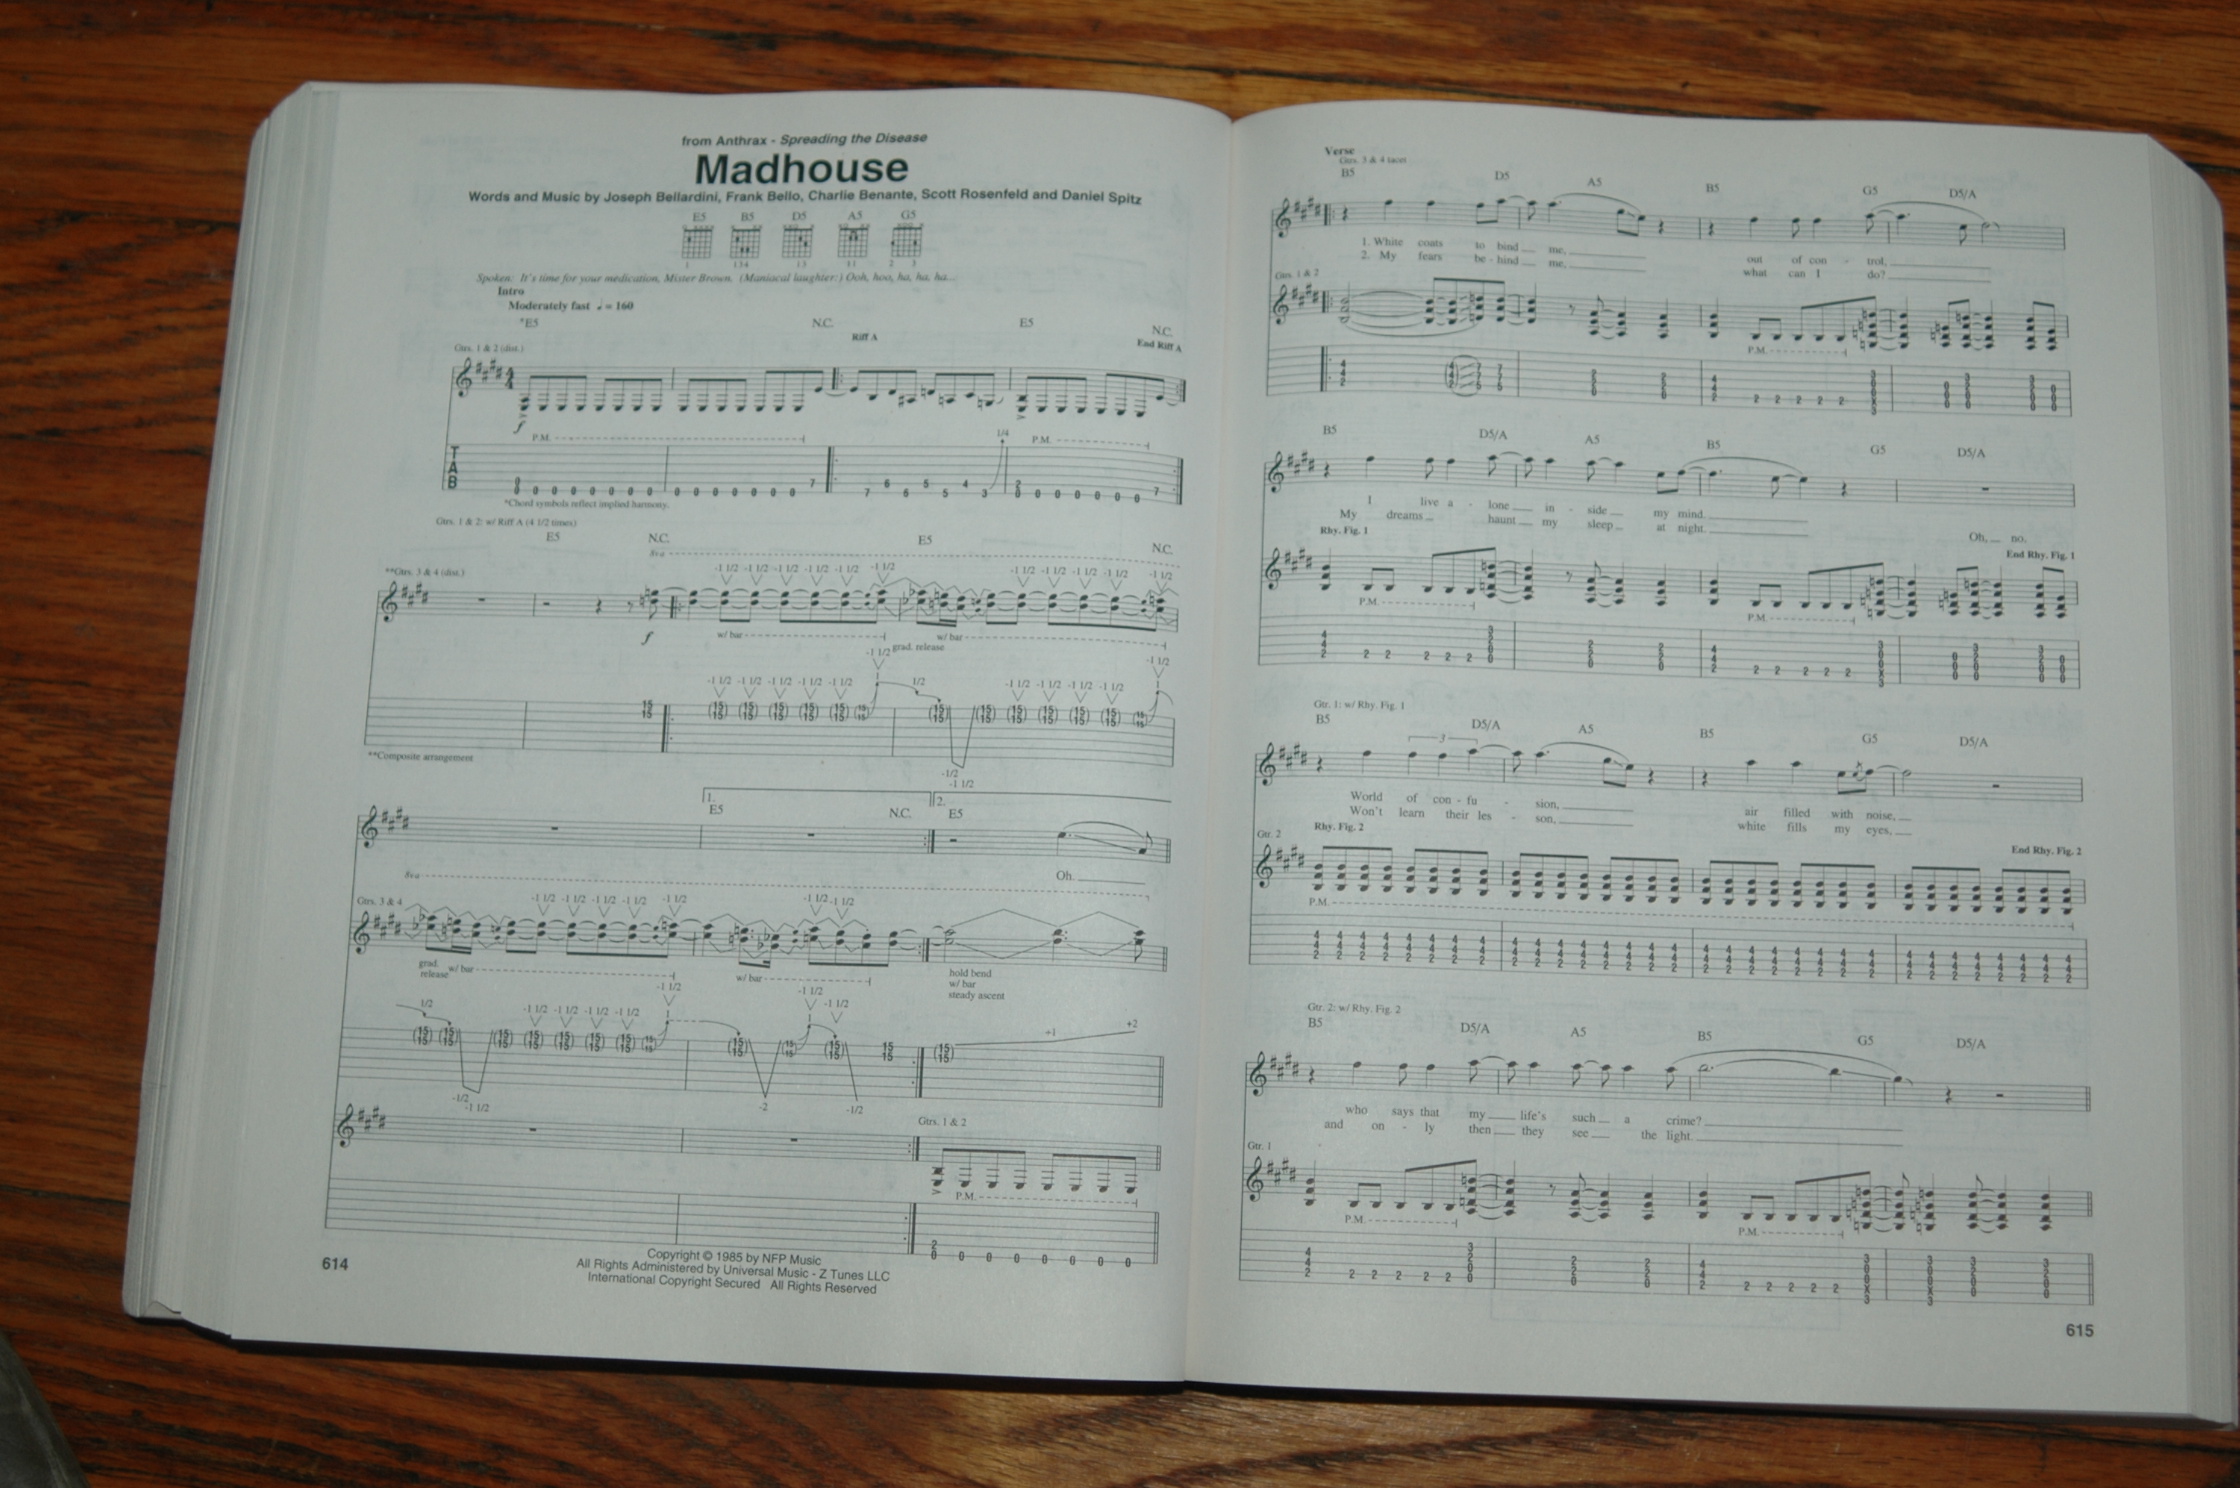 from Anthrax - Spreading the Disease
Madhouse
Words and Music by Joseph Bellardini, Frank Bello, Charlie Benante, Scott Rosenfeld and Daniel Spitz
E5 B5 D5 A5 G5
Spoken: It's time for your medication, Mister Brown. (Maniacal laughter:) Ooh, hoo, ha, ha, ha.
Intro
Moderately fast ♩ = 160
*E5 N.C. E5 N.C.
Riff A End Riff A
Gtrs. 1 & 2 (dist.)
f
P.M.
P.M.
1/4
T
A
B
*Chord symbols reflect implied harmony.
Gtrs. 1 & 2: w/ Riff A (4 1/2 times)
E5 N.C. E5 N.C.
**Gtrs. 3 & 4 (dist.)
8va
f
w/ bar
w/ bar
grad. release
**Composite arrangement
1. 2.
E5 N.C. E5
Oh.
8va
Gtrs. 3 & 4
grad. release
w/ bar
w/ bar
hold bend
w/ bar
steady ascent
Gtrs. 1 & 2
P.M.
Copyright © 1985 by NFP Music
All Rights Administered by Universal Music - Z Tunes LLC
International Copyright Secured All Rights Reserved
614
Verse
Gtrs. 3 & 4 tacet
B5 D5 A5 B5 G5 D5/A
1. White coats to bind me, out of con - trol,
2. My fears be - hind me, what can I do?
Gtrs. 1 & 2
P.M.
B5 D5/A A5 B5 G5 D5/A
I live a - lone in - side my mind.
My dreams haunt my sleep at night. Oh, no.
Rhy. Fig. 1 End Rhy. Fig. 1
P.M. P.M.
Gtr. 1: w/ Rhy. Fig. 1
B5 D5/A A5 B5 G5 D5/A
3
World of con - fu - sion, air filled with noise,
Won't learn their les - son, white fills my eyes,
Rhy. Fig. 2 End Rhy. Fig. 2
Gtr. 2
P.M.
Gtr. 2: w/ Rhy. Fig. 2
B5 D5/A A5 B5 G5 D5/A
who says that my life's such a crime?
and on - ly then they see the light.
Gtr. 1
P.M. P.M.
615